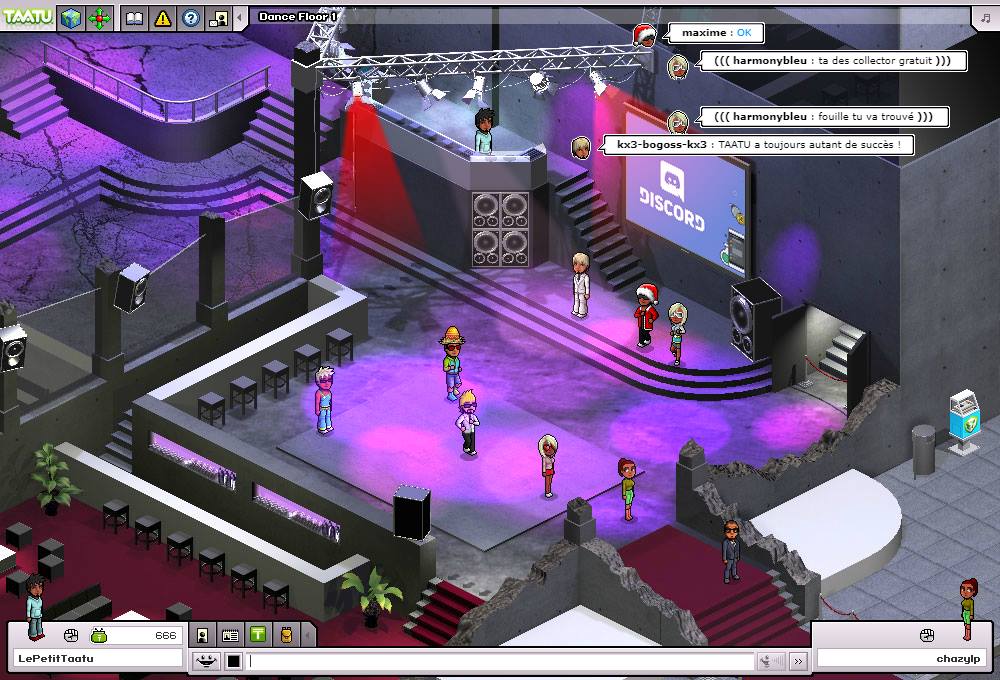 TAATU
Dance Floor 1
maxime : OK
((( harmonybleu : ta des collector gratuit )))
((( harmonybleu : fouille tu va trouvé )))
kx3-bogoss-kx3 : TAATU a toujours autant de succès !
DISCORD
666
T
LePetitTaatu
chazylp